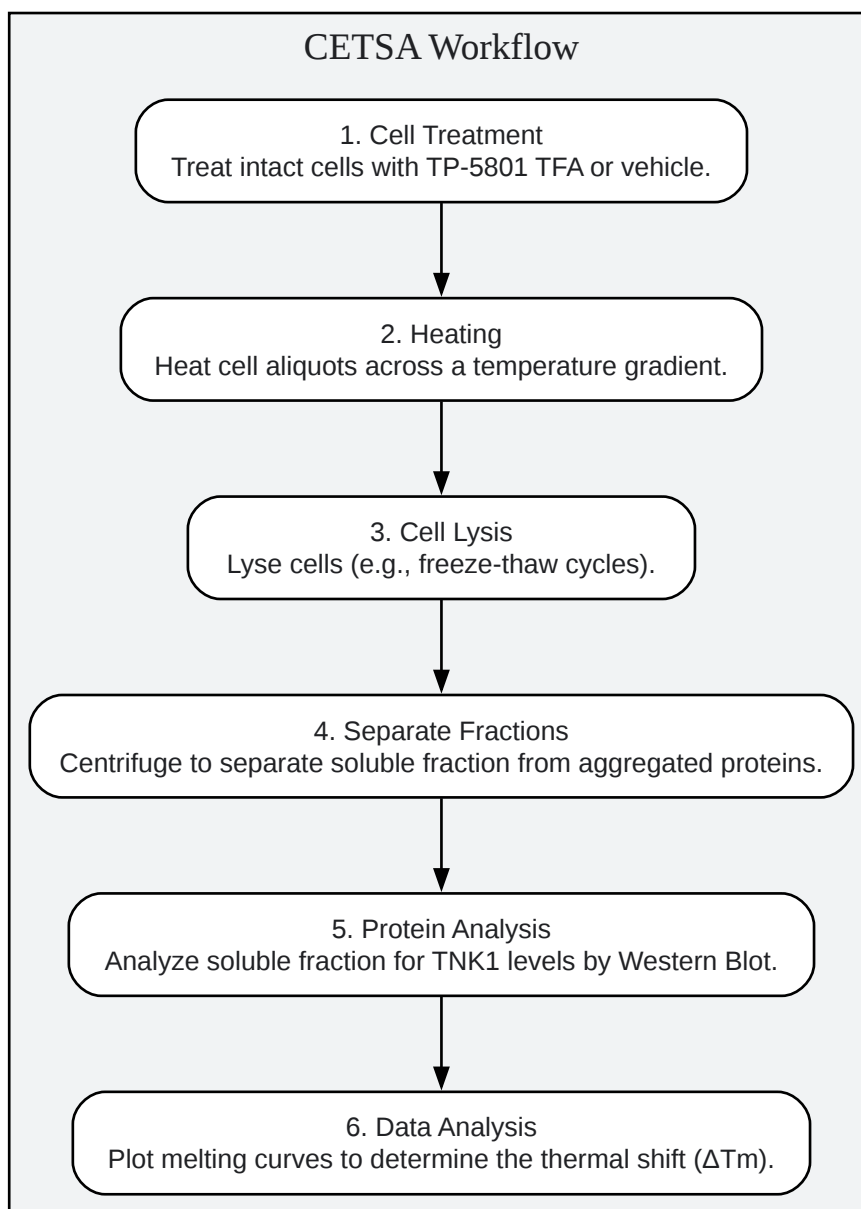 CETSA Workflow
1. Cell Treatment
Treat intact cells with TP-5801 TFA or vehicle.
2. Heating
Heat cell aliquots across a temperature gradient.
3. Cell Lysis
Lyse cells (e.g., freeze-thaw cycles).
4. Separate Fractions
Centrifuge to separate soluble fraction from aggregated proteins.
5. Protein Analysis
Analyze soluble fraction for TNK1 levels by Western Blot.
6. Data Analysis
Plot melting curves to determine the thermal shift (ΔTm).